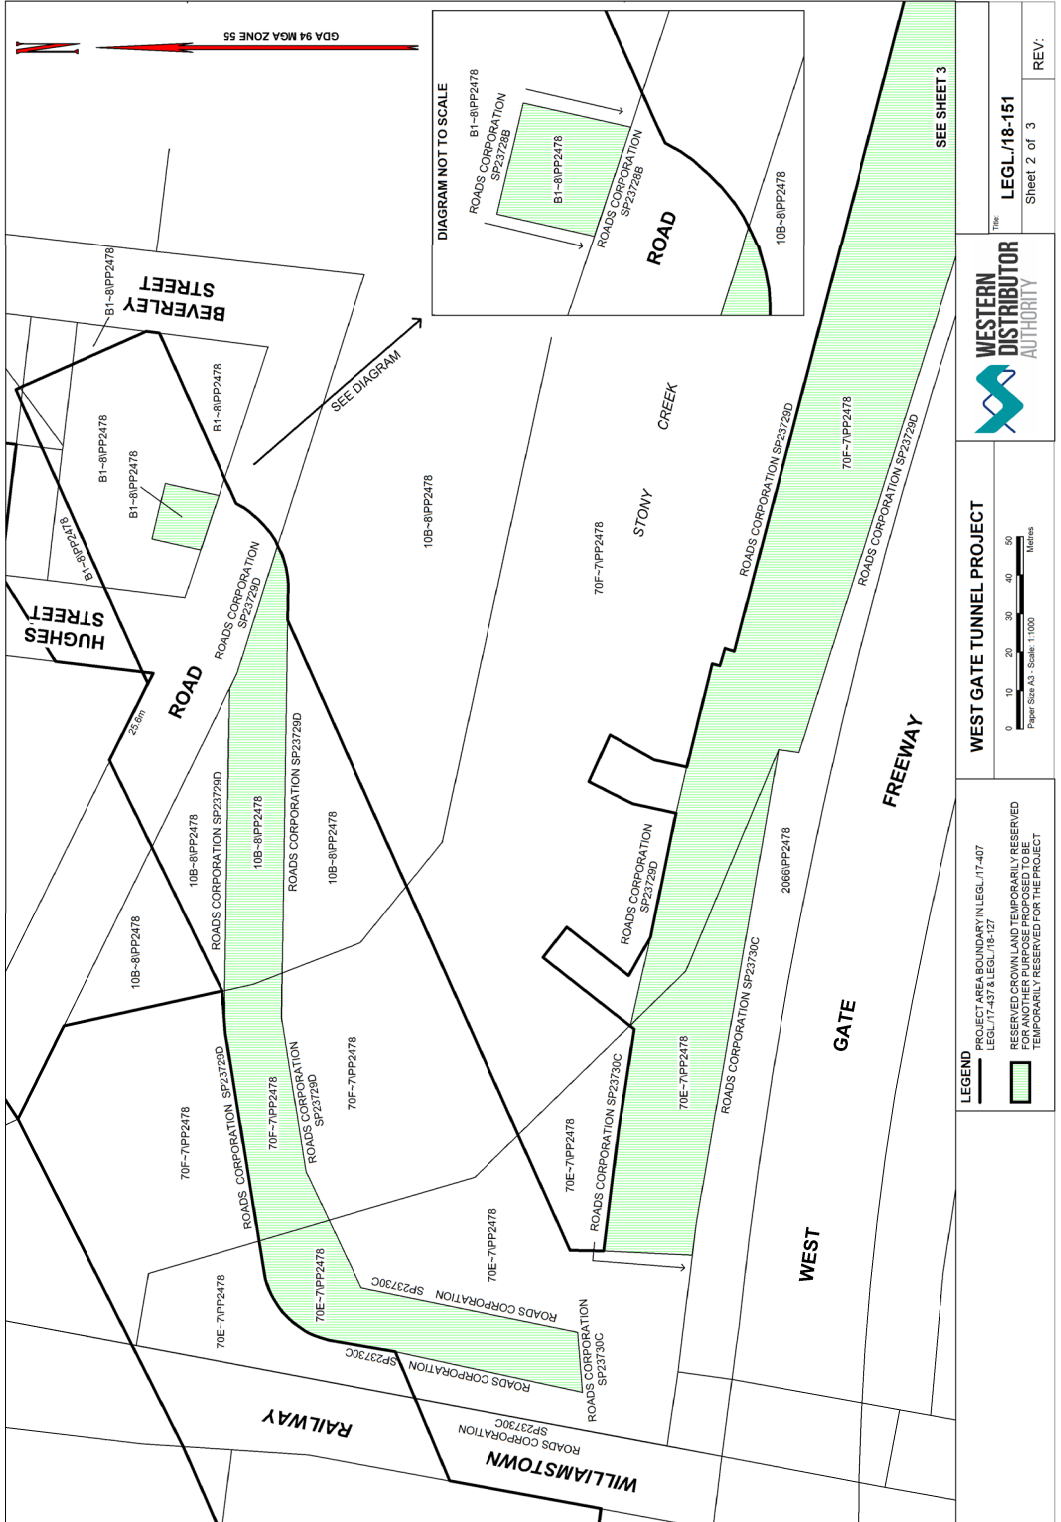 GDA 94 MGA ZONE 55
N
DIAGRAM NOT TO SCALE
B1~8\PP2478
ROADS CORPORATION
SP23728B
B1~8\PP2478
ROADS CORPORATION
SP23728B
ROAD
10B~8\PP2478
SEE SHEET 3
BEVERLEY
STREET
B1~8\PP2478
B1~8\PP2478
B1~8\PP2478
B1~8\PP2478
B1~8\PP2478
SEE DIAGRAM
HUGHES
STREET
ROAD
25.6m
ROADS CORPORATION
SP23729D
10B~8\PP2478
STONY
CREEK
70F~7\PP2478
ROADS CORPORATION SP23729D
70F~7\PP2478
ROADS CORPORATION SP23729D
10B~8\PP2478
10B~8\PP2478
ROADS CORPORATION SP23729D
10B~8\PP2478
ROADS CORPORATION SP23729D
10B~8\PP2478
ROADS CORPORATION
SP23729D
2066\PP2478
ROADS CORPORATION SP23730C
70F~7\PP2478
ROADS CORPORATION SP23729D
70F~7\PP2478
ROADS CORPORATION
SP23729D
70F~7\PP2478
70E~7\PP2478
70E~7\PP2478
ROADS CORPORATION SP23730C
70E~7\PP2478
70E~7\PP2478
70E~7\PP2478
ROADS CORPORATION SP23730C
ROADS CORPORATION SP23730C
ROADS CORPORATION
SP23730C
ROADS CORPORATION
SP23730C
WILLIAMSTOWN
RAILWAY
WEST
GATE
FREEWAY
LEGEND
PROJECT AREA BOUNDARY IN LEGL./17-407
LEGL./17-437 & LEGL./18-127
RESERVED CROWN LAND TEMPORARILY RESERVED
FOR ANOTHER PURPOSE PROPOSED TO BE
TEMPORARILY RESERVED FOR THE PROJECT
WEST GATE TUNNEL PROJECT
0 10 20 30 40 50
Metres
Paper Size A3 - Scale: 1:1000
WESTERN
DISTRIBUTOR
AUTHORITY
Title:
LEGL./18-151
Sheet 2 of 3
REV: